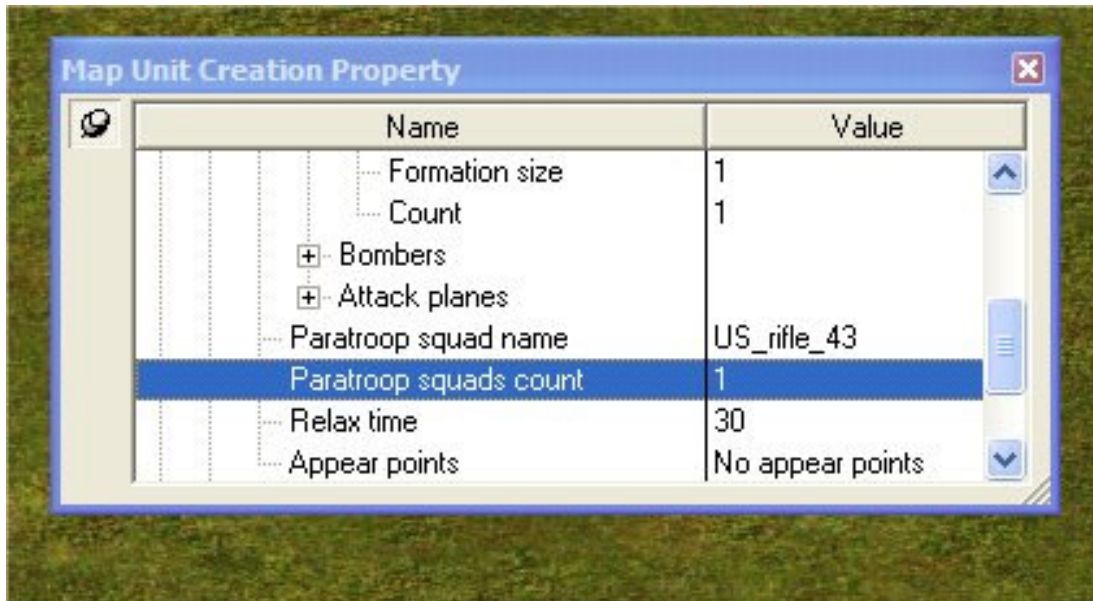 Map Unit Creation Property
Name Value
Formation size 1
Count 1
Bombers
Attack planes
Paratroop squad name US_rifle_43
Paratroop squads count 1
Relax time 30
Appear points No appear points